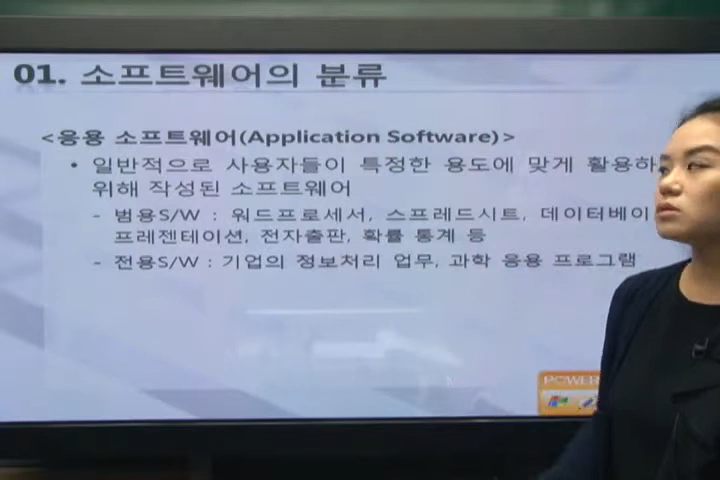 01. 소프트웨어의 분류
<응용 소프트웨어(Application Software)>
• 일반적으로 사용자들이 특정한 용도에 맞게 활용하
위해 작성된 소프트웨어
- 범용S/W : 워드프로세서, 스프레드시트, 데이터베이
프레젠테이션, 전자출판, 확률 통계 등
- 전용S/W : 기업의 정보처리 업무, 과학 응용 프로그램
POWER